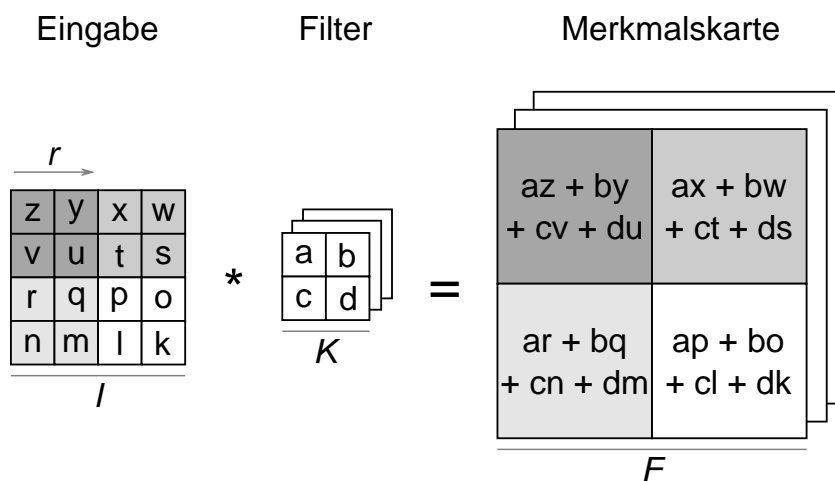 Eingabe Filter Merkmalskarte
r
z y x w
v u t s
r q p o
n m l k
I
*
a b
c d
K
=
az + by
+ cv + du
ax + bw
+ ct + ds
ar + bq
+ cn + dm
ap + bo
+ cl + dk
F